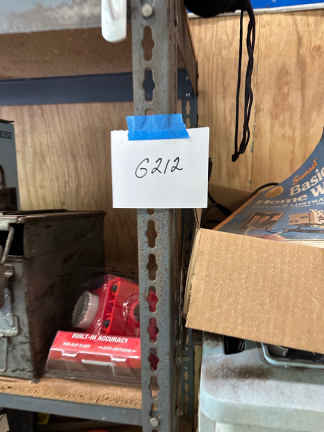 G212
Basic
Home W
BUILT-IN ACCURACY